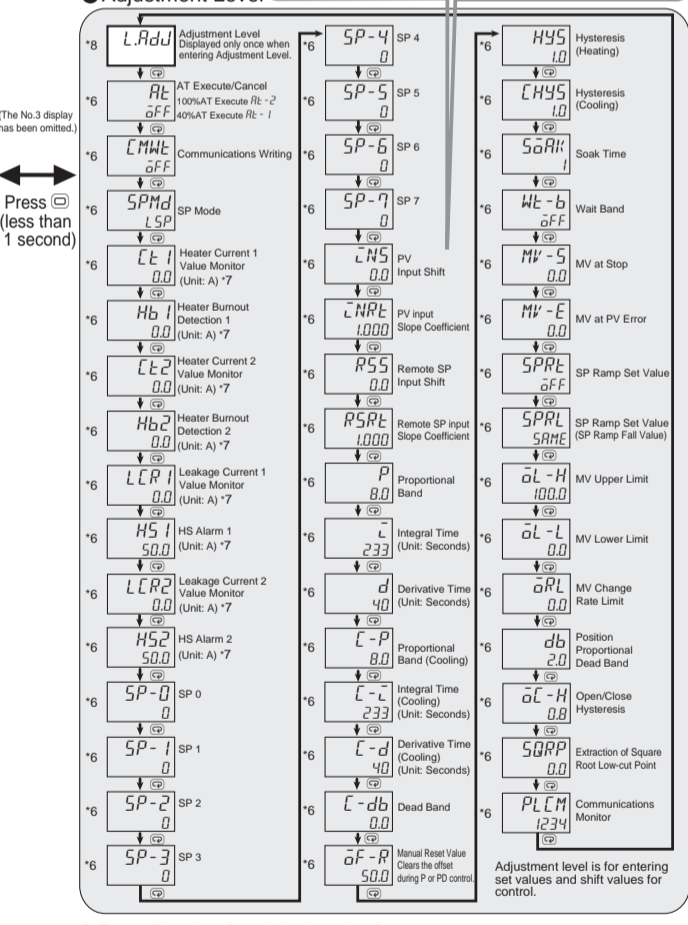 Adjustment Level
(The No.3 display
has been omitted.)
Press
(less than
1 second)
*8
L.AdJ
Adjustment Level
Displayed only once when
entering Adjustment Level.
*6
At
oFF
AT Execute/Cancel
100%AT Execute At-2
40%AT Execute At-1
*6
CMWt
oFF
Communications Writing
*6
SPMd
LSP
SP Mode
*6
Ct1
0.0
Heater Current 1
Value Monitor
(Unit: A) *7
*6
Hb1
0.0
Heater Burnout
Detection 1
(Unit: A) *7
*6
Ct2
0.0
Heater Current 2
Value Monitor
(Unit: A) *7
*6
Hb2
0.0
Heater Burnout
Detection 2
(Unit: A) *7
*6
LCR1
0.0
Leakage Current 1
Value Monitor
(Unit: A) *7
*6
HS1
50.0
HS Alarm 1
(Unit: A) *7
*6
LCR2
0.0
Leakage Current 2
Value Monitor
(Unit: A) *7
*6
HS2
50.0
HS Alarm 2
(Unit: A) *7
*6
SP-0
0
SP 0
*6
SP-1
0
SP 1
*6
SP-2
0
SP 2
*6
SP-3
0
SP 3
*6
SP-4
0
SP 4
*6
SP-5
0
SP 5
*6
SP-6
0
SP 6
*6
SP-7
0
SP 7
*6
iNS
0.0
PV
Input Shift
*6
iNRt
1.000
PV input
Slope Coefficient
*6
RSS
0.0
Remote SP
Input Shift
*6
RSRt
1.000
Remote SP input
Slope Coefficient
*6
P
8.0
Proportional
Band
*6
i
233
Integral Time
(Unit: Seconds)
*6
d
40
Derivative Time
(Unit: Seconds)
*6
C-P
8.0
Proportional
Band (Cooling)
*6
C-i
233
Integral Time
(Cooling)
(Unit: Seconds)
*6
C-d
40
Derivative Time
(Cooling)
(Unit: Seconds)
*6
C-db
0.0
Dead Band
*6
oF-R
50.0
Manual Reset Value
Clears the offset
during P or PD control.
*6
HYS
1.0
Hysteresis
(Heating)
*6
CHYS
1.0
Hysteresis
(Cooling)
*6
SoAK
1
Soak Time
*6
Wt-b
oFF
Wait Band
*6
MV-S
0.0
MV at Stop
*6
MV-E
0.0
MV at PV Error
*6
SPRt
oFF
SP Ramp Set Value
*6
SPRL
SAME
SP Ramp Set Value
(SP Ramp Fall Value)
*6
oL-H
100.0
MV Upper Limit
*6
oL-L
0.0
MV Lower Limit
*6
oRL
0.0
MV Change
Rate Limit
*6
db
2.0
Position
Proportional
Dead Band
*6
oC-H
0.8
Open/Close
Hysteresis
*6
SQRP
0.0
Extraction of Square
Root Low-cut Point
*6
PLCM
1234
Communications
Monitor
Adjustment level is for entering
set values and shift values for
control.